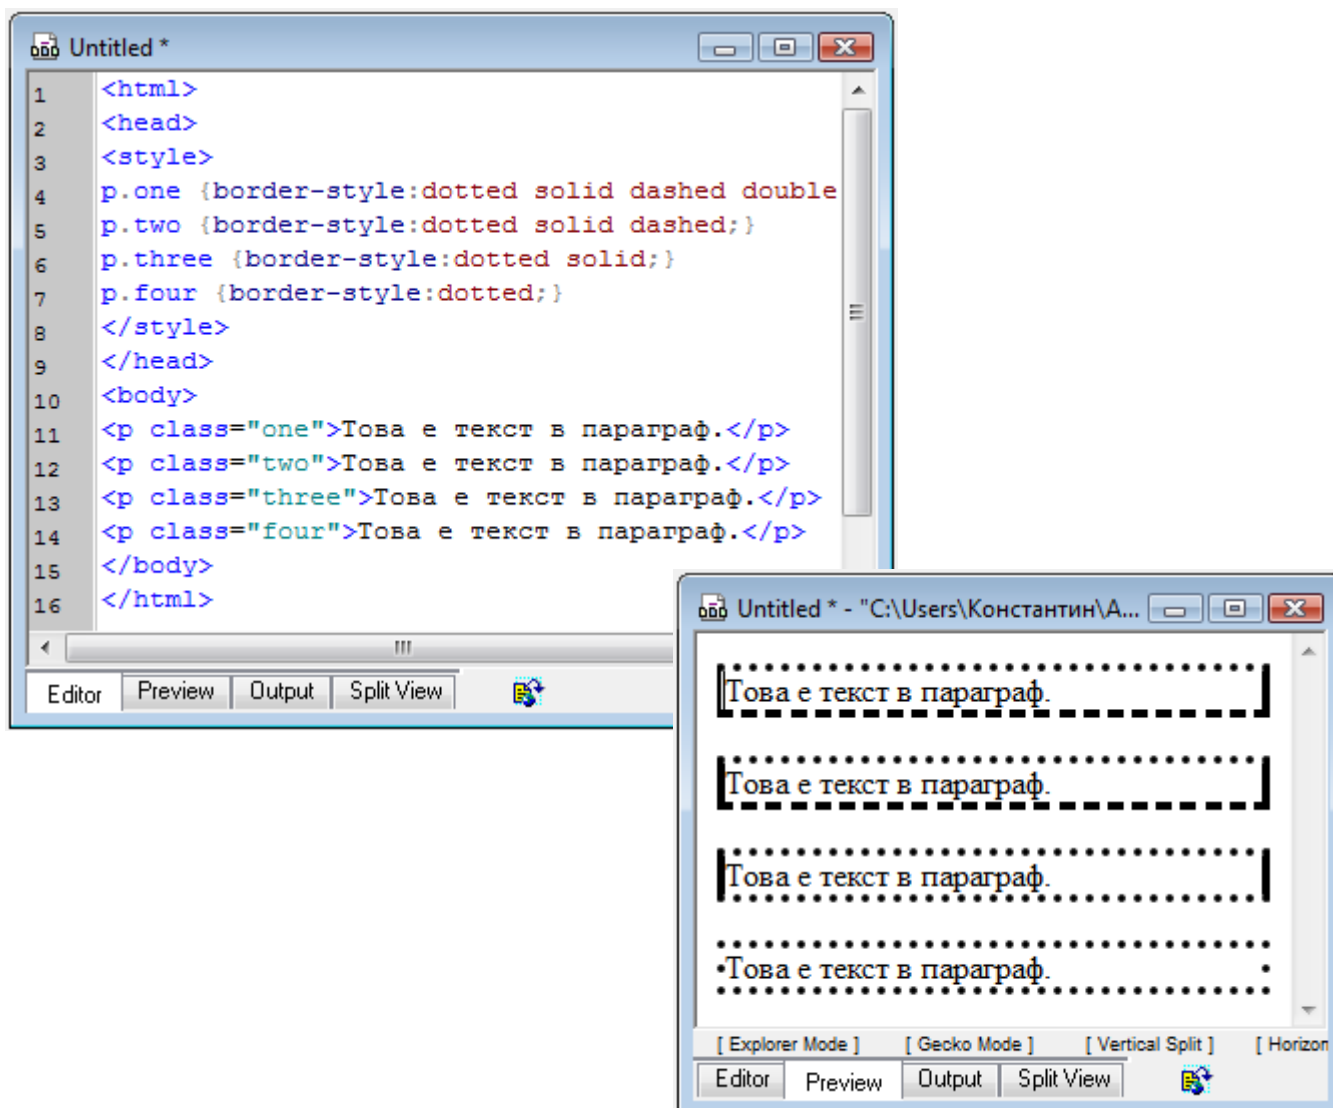 Untitled *
1 <html>
2 <head>
3 <style>
4 p.one {border-style:dotted solid dashed double
5 p.two {border-style:dotted solid dashed;}
6 p.three {border-style:dotted solid;}
7 p.four {border-style:dotted;}
8 </style>
9 </head>
10 <body>
11 <p class="one">Това е текст в параграф.</p>
12 <p class="two">Това е текст в параграф.</p>
13 <p class="three">Това е текст в параграф.</p>
14 <p class="four">Това е текст в параграф.</p>
15 </body>
16 </html>
Editor Preview Output Split View
Untitled * - "C:\Users\Константин\A...
Това е текст в параграф.
Това е текст в параграф.
Това е текст в параграф.
Това е текст в параграф.
[ Explorer Mode ] [ Gecko Mode ] [ Vertical Split ] [ Horizon
Editor Preview Output Split View